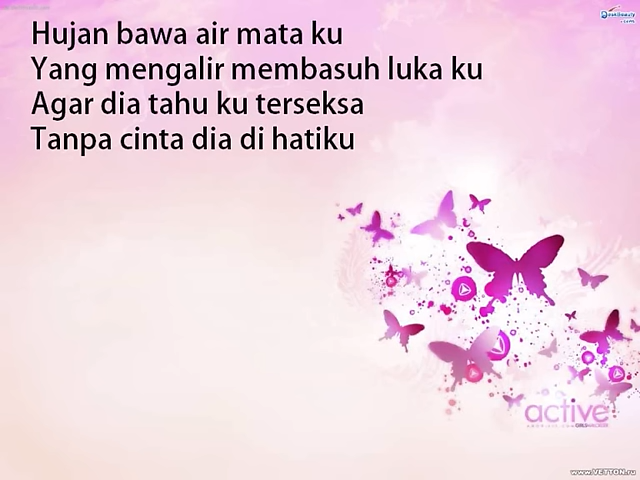 Hujan bawa air mata ku
Yang mengalir membasuh luka ku
Agar dia tahu ku terseksa
Tanpa cinta dia di hatiku
active
www.VETTON.ru